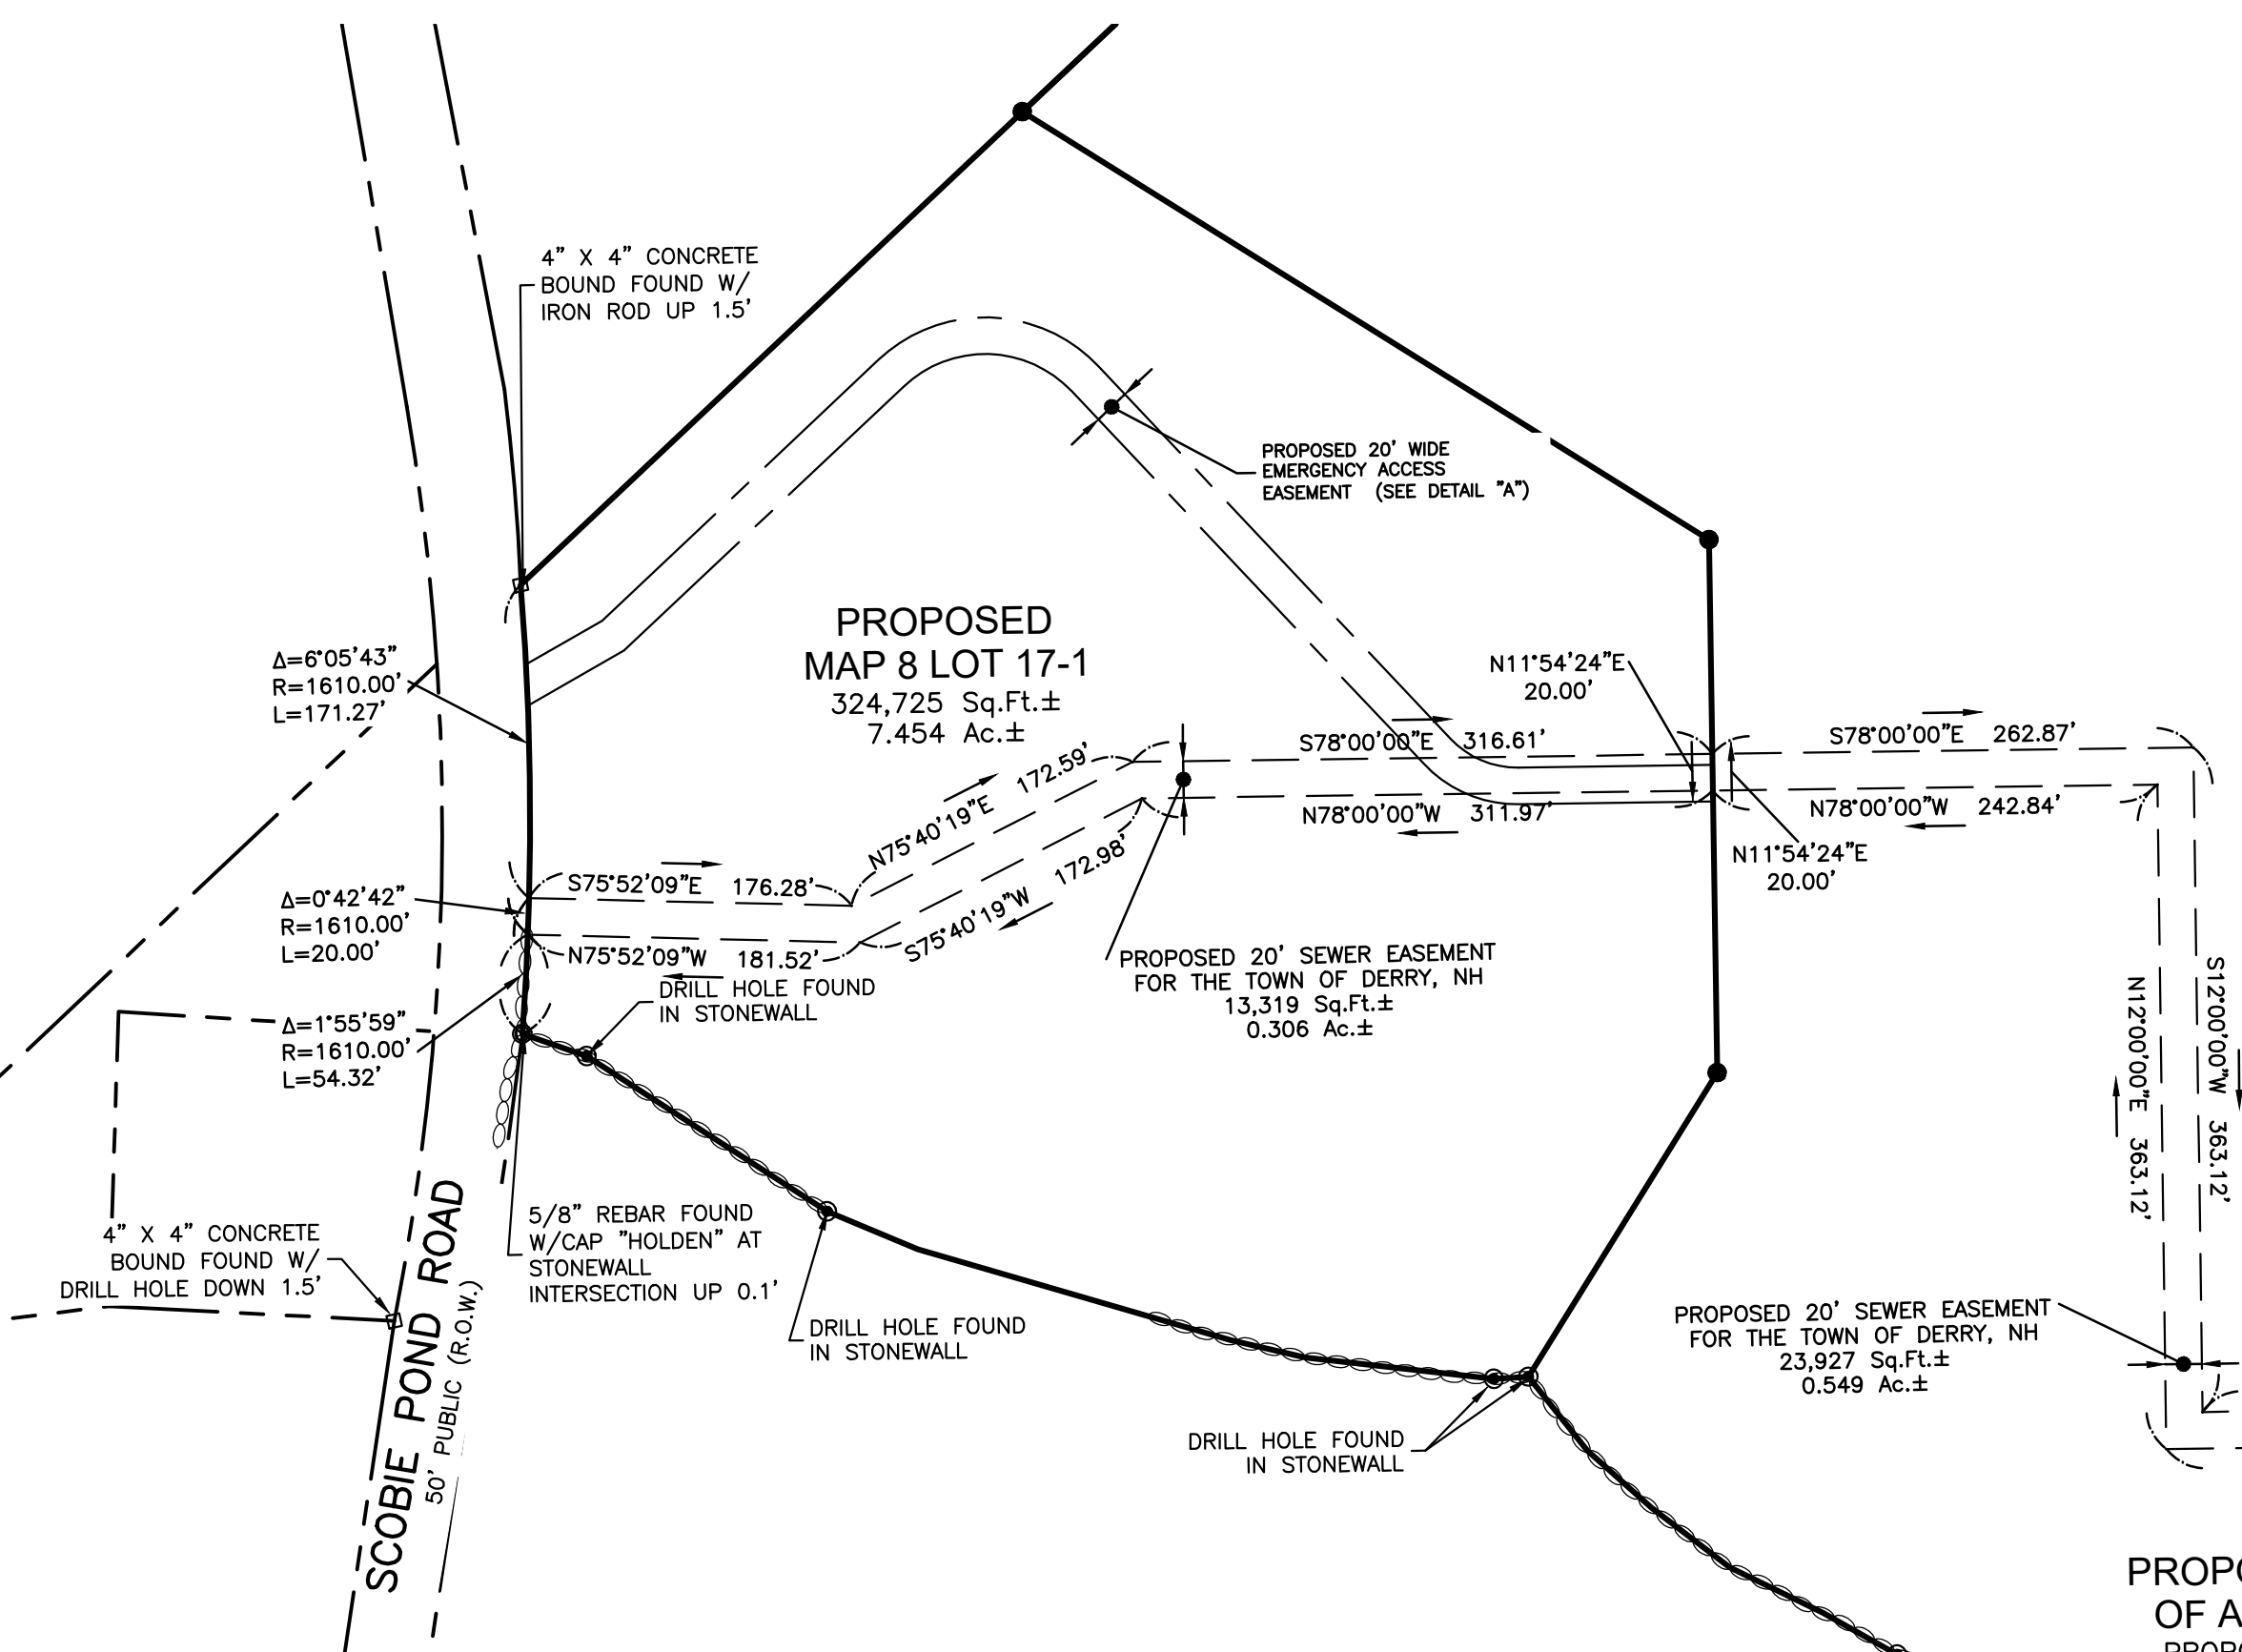 4" X 4" CONCRETE
BOUND FOUND W/
IRON ROD UP 1.5'
PROPOSED 20' WIDE
EMERGENCY ACCESS
EASEMENT (SEE DETAIL "A")
PROPOSED
MAP 8 LOT 17-1
324,725 Sq.Ft.±
7.454 Ac.±
Δ=6°05'43"
R=1610.00'
L=171.27'
N11°54'24"E
20.00'
S78°00'00"E 316.61'
N78°00'00"W 311.97'
S78°00'00"E 262.87'
N78°00'00"W 242.84'
N11°54'24"E
20.00'
N75°40'19"E 172.59'
S75°40'19"W 172.98'
S75°52'09"E 176.28'
N75°52'09"W 181.52'
Δ=0°42'42"
R=1610.00'
L=20.00'
DRILL HOLE FOUND
IN STONEWALL
PROPOSED 20' SEWER EASEMENT
FOR THE TOWN OF DERRY, NH
13,319 Sq.Ft.±
0.306 Ac.±
Δ=1°55'59"
R=1610.00'
L=54.32'
N12°00'00"E 363.12'
S12°00'00"W 363.12'
4" X 4" CONCRETE
BOUND FOUND W/
DRILL HOLE DOWN 1.5'
SCOBIE POND ROAD
50' PUBLIC (R.O.W.)
5/8" REBAR FOUND
W/CAP "HOLDEN" AT
STONEWALL
INTERSECTION UP 0.1'
DRILL HOLE FOUND
IN STONEWALL
DRILL HOLE FOUND
IN STONEWALL
PROPOSED 20' SEWER EASEMENT
FOR THE TOWN OF DERRY, NH
23,927 Sq.Ft.±
0.549 Ac.±
OF A